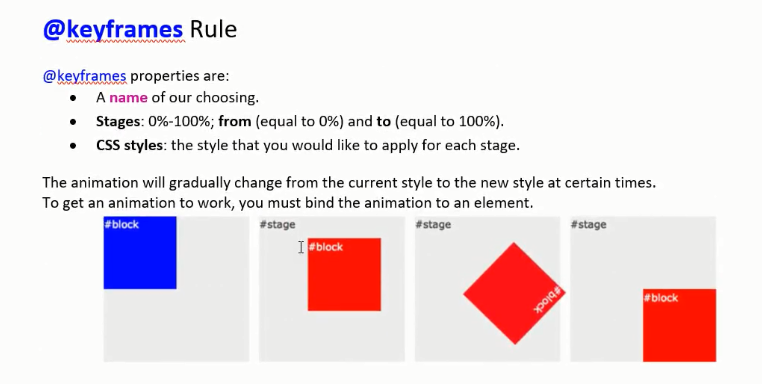 @keyframes Rule
@keyframes properties are:
• A name of our choosing.
• Stages: 0%-100%; from (equal to 0%) and to (equal to 100%).
• CSS styles: the style that you would like to apply for each stage.
The animation will gradually change from the current style to the new style at certain times.
To get an animation to work, you must bind the animation to an element.
#block
#stage
#block
#stage
#block
#stage
#block